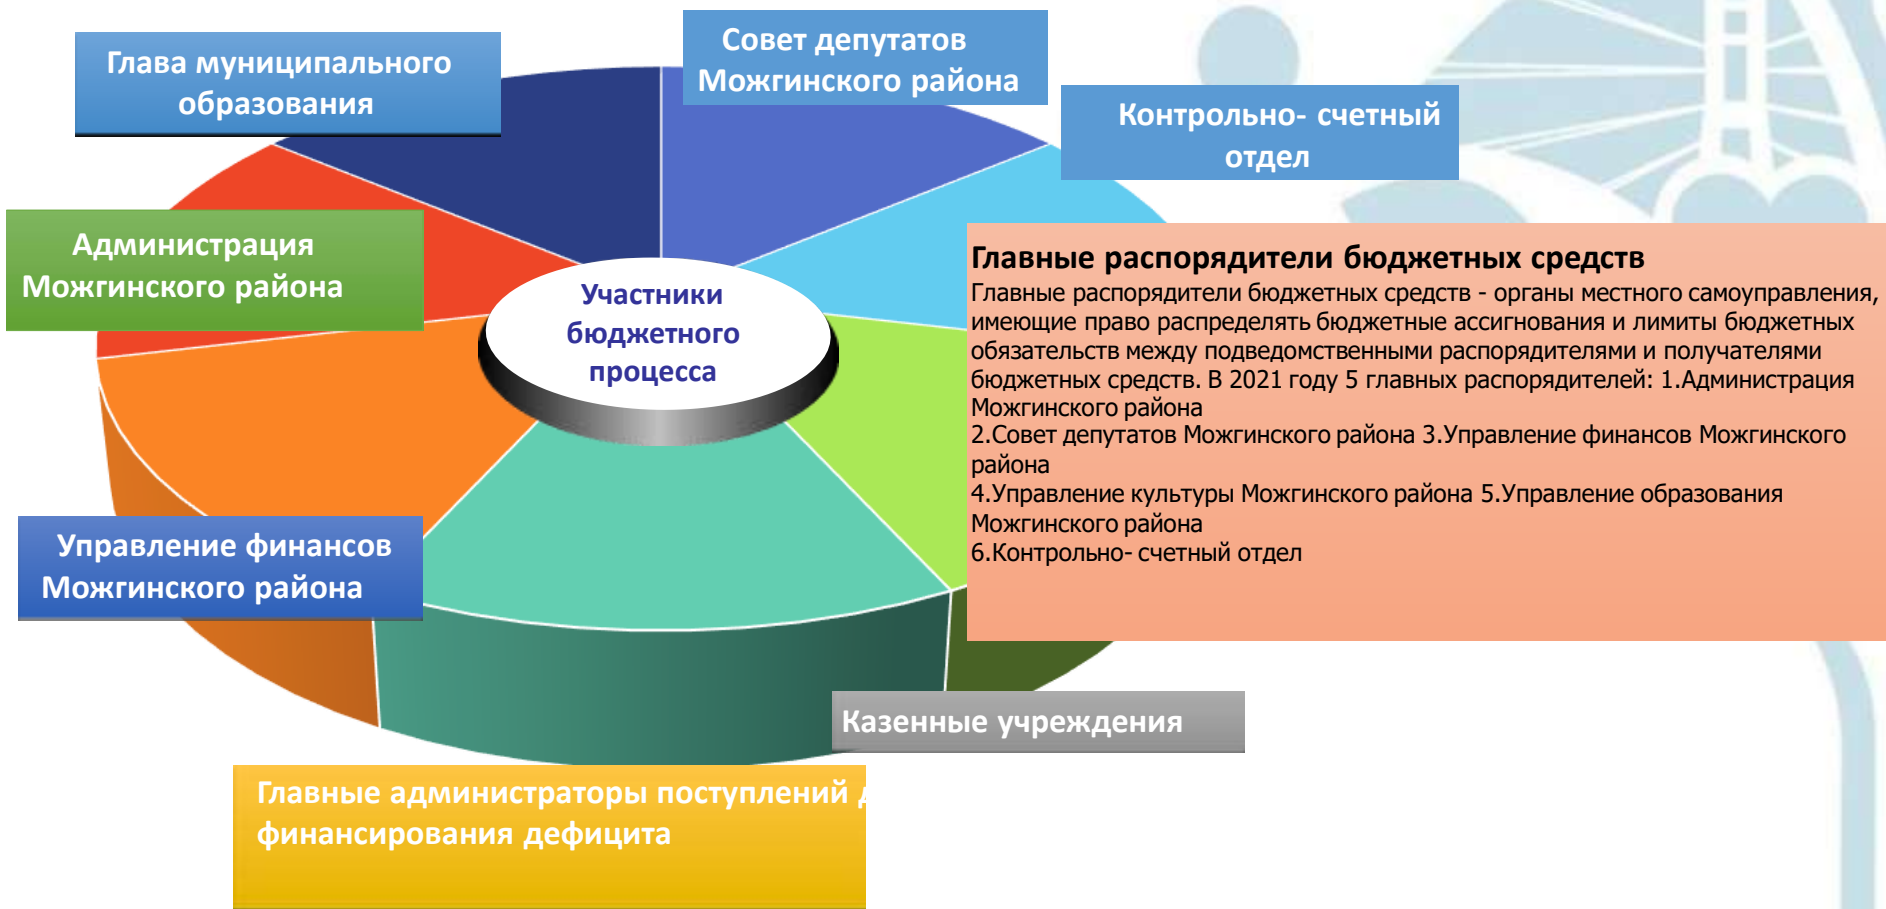 Совет депутатов
Можгинского района
Глава муниципального
образования
Контрольно- счетный
отдел
Администрация
Можгинского района
Участники
бюджетного
процесса
Главные распорядители бюджетных средств
Главные распорядители бюджетных средств - органы местного самоуправления,
имеющие право распределять бюджетные ассигнования и лимиты бюджетных
обязательств между подведомственными распорядителями и получателями
бюджетных средств. В 2021 году 5 главных распорядителей: 1.Администрация
Можгинского района
2.Совет депутатов Можгинского района 3.Управление финансов Можгинского
района
4.Управление культуры Можгинского района 5.Управление образования
Можгинского района
6.Контрольно- счетный отдел
Управление финансов
Можгинского района
Казенные учреждения
Главные администраторы поступлений
финансирования дефицита